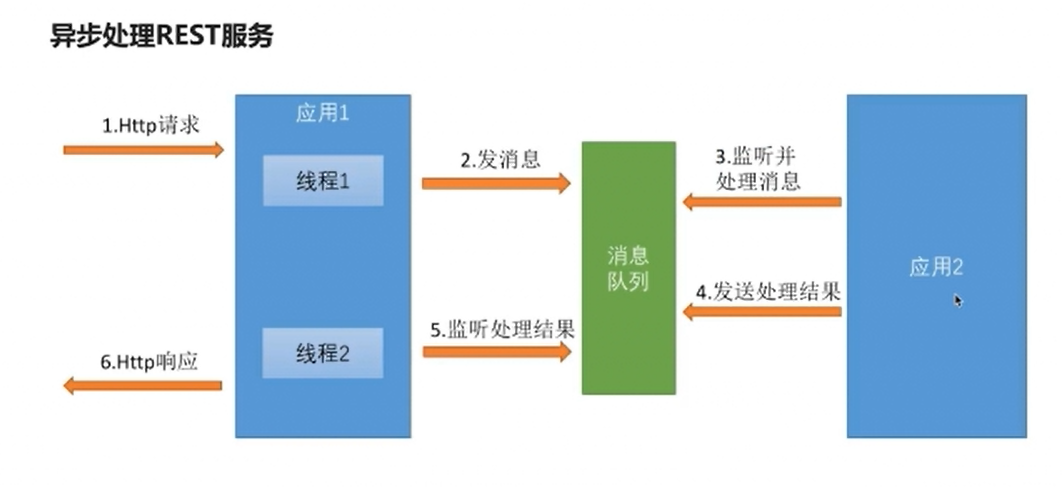 异步处理REST服务
应用1
1.Http请求
线程1
2.发消息
3.监听并
处理消息
消息
队列
应用2
4.发送处理结果
5.监听处理结果
线程2
6.Http响应